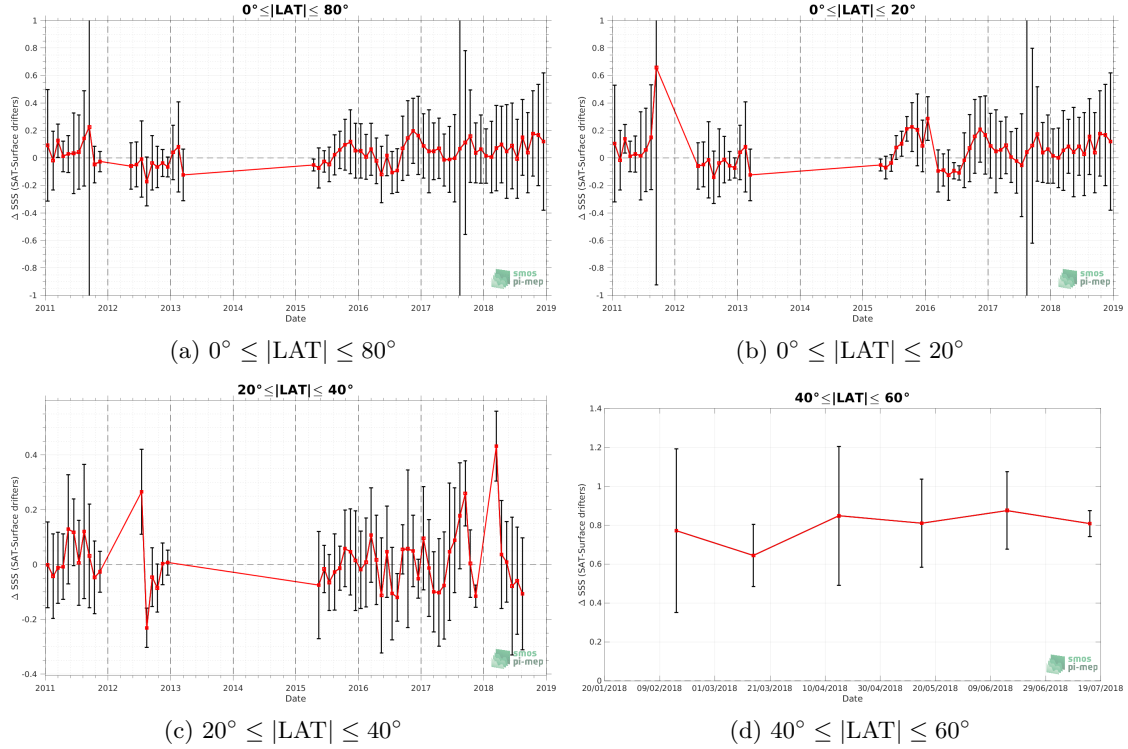 0°≤|LAT|≤ 80°
1
0.8
0.6
0.4
0.2
0
-0.2
-0.4
-0.6
-0.8
-1
Δ SSS (SAT-Surface drifters)
2011 2012 2013 2014 2015 2016 2017 2018 2019
Date
smos
pi-mep
(a) 0° ≤ |LAT| ≤ 80°
0°≤|LAT|≤ 20°
1
0.8
0.6
0.4
0.2
0
-0.2
-0.4
-0.6
-0.8
-1
Δ SSS (SAT-Surface drifters)
2011 2012 2013 2014 2015 2016 2017 2018 2019
Date
smos
pi-mep
(b) 0° ≤ |LAT| ≤ 20°
20°≤|LAT|≤ 40°
0.4
0.2
0
-0.2
-0.4
Δ SSS (SAT-Surface drifters)
2011 2012 2013 2014 2015 2016 2017 2018 2019
Date
smos
pi-mep
(c) 20° ≤ |LAT| ≤ 40°
40°≤|LAT|≤ 60°
1.4
1.2
1
0.8
0.6
0.4
0.2
0
Δ SSS (SAT-Surface drifters)
20/01/2018 09/02/2018 01/03/2018 21/03/2018 10/04/2018 30/04/2018 20/05/2018 09/06/2018 29/06/2018 19/07/2018
Date
smos
pi-mep
(d) 40° ≤ |LAT| ≤ 60°